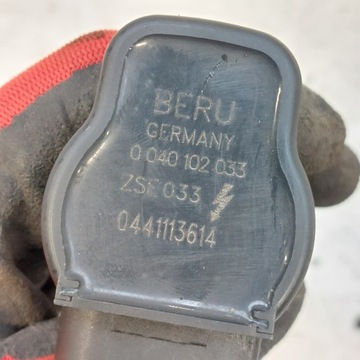 BERU
GERMANY
0 040 102 033
ZSE 033
0441113614